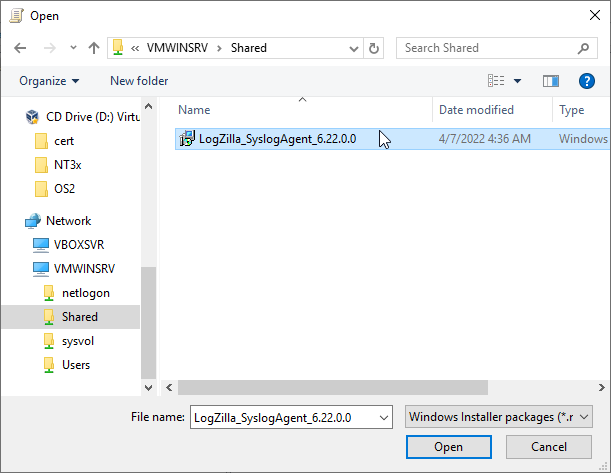 Open
VMWINSRV Shared
Search Shared
Organize New folder
Name Date modified Type
CD Drive (D:) Virtu
cert
NT3x
OS2
Network
VBOXSVR
VMWINSRV
netlogon
Shared
sysvol
Users
LogZilla_SyslogAgent_6.22.0.0 4/7/2022 4:36 AM Windows
File name: LogZilla_SyslogAgent_6.22.0.0 Windows Installer packages (*.r
Open Cancel